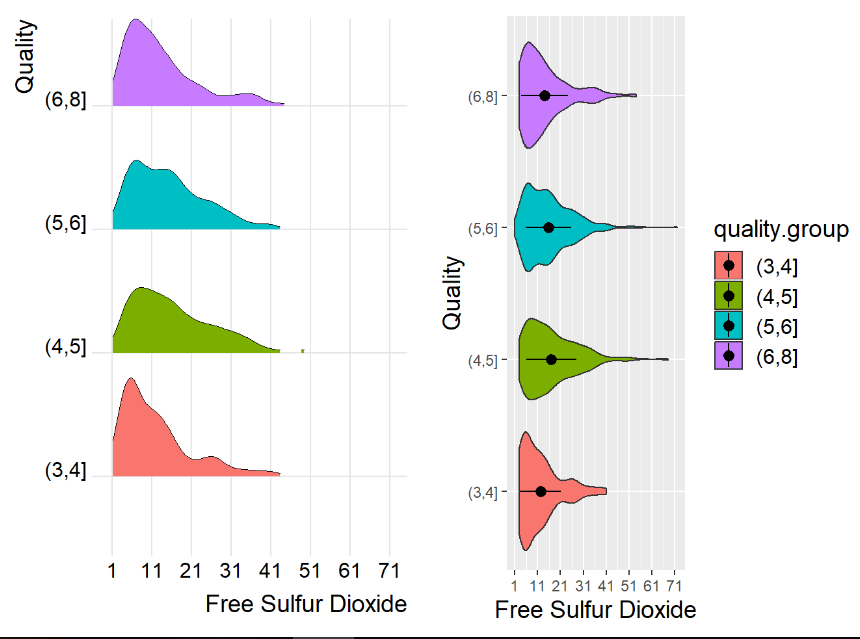 Quality
(6,8]
(5,6]
(4,5]
(3,4]
1 11 21 31 41 51 61 71
Free Sulfur Dioxide
Quality
(6,8]
(5,6]
(4,5]
(3,4]
1 11 21 31 41 51 61 71
Free Sulfur Dioxide
quality.group
(3,4]
(4,5]
(5,6]
(6,8]